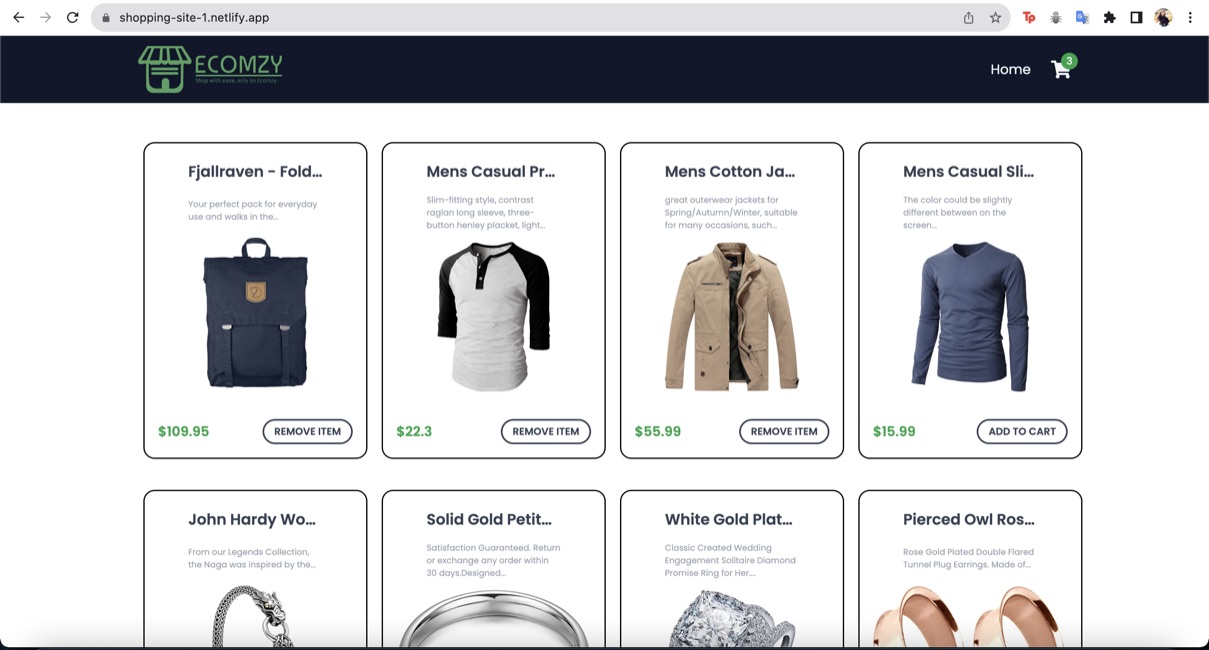 shopping-site-1.netlify.app
Tp
ECOMZY
Shop with ease, only on Ecomzy.
Home
3
Fjallraven - Fold...
Your perfect pack for everyday
use and walks in the...
$109.95
REMOVE ITEM
Mens Casual Pr...
Slim-fitting style, contrast
raglan long sleeve, three-
button henley placket, light...
$22.3
REMOVE ITEM
Mens Cotton Ja...
great outerwear jackets for
Spring/Autumn/Winter, suitable
for many occasions, such...
$55.99
REMOVE ITEM
Mens Casual Sli...
The color could be slightly
different between on the
screen...
$15.99
ADD TO CART
John Hardy Wo...
From our Legends Collection,
the Naga was inspired by the...
Solid Gold Petit...
Satisfaction Guaranteed. Return
or exchange any order within
30 days.Designed...
White Gold Plat...
Classic Created Wedding
Engagement Solitaire Diamond
Promise Ring for Her....
Pierced Owl Ros...
Rose Gold Plated Double Flared
Tunnel Plug Earrings. Made of...